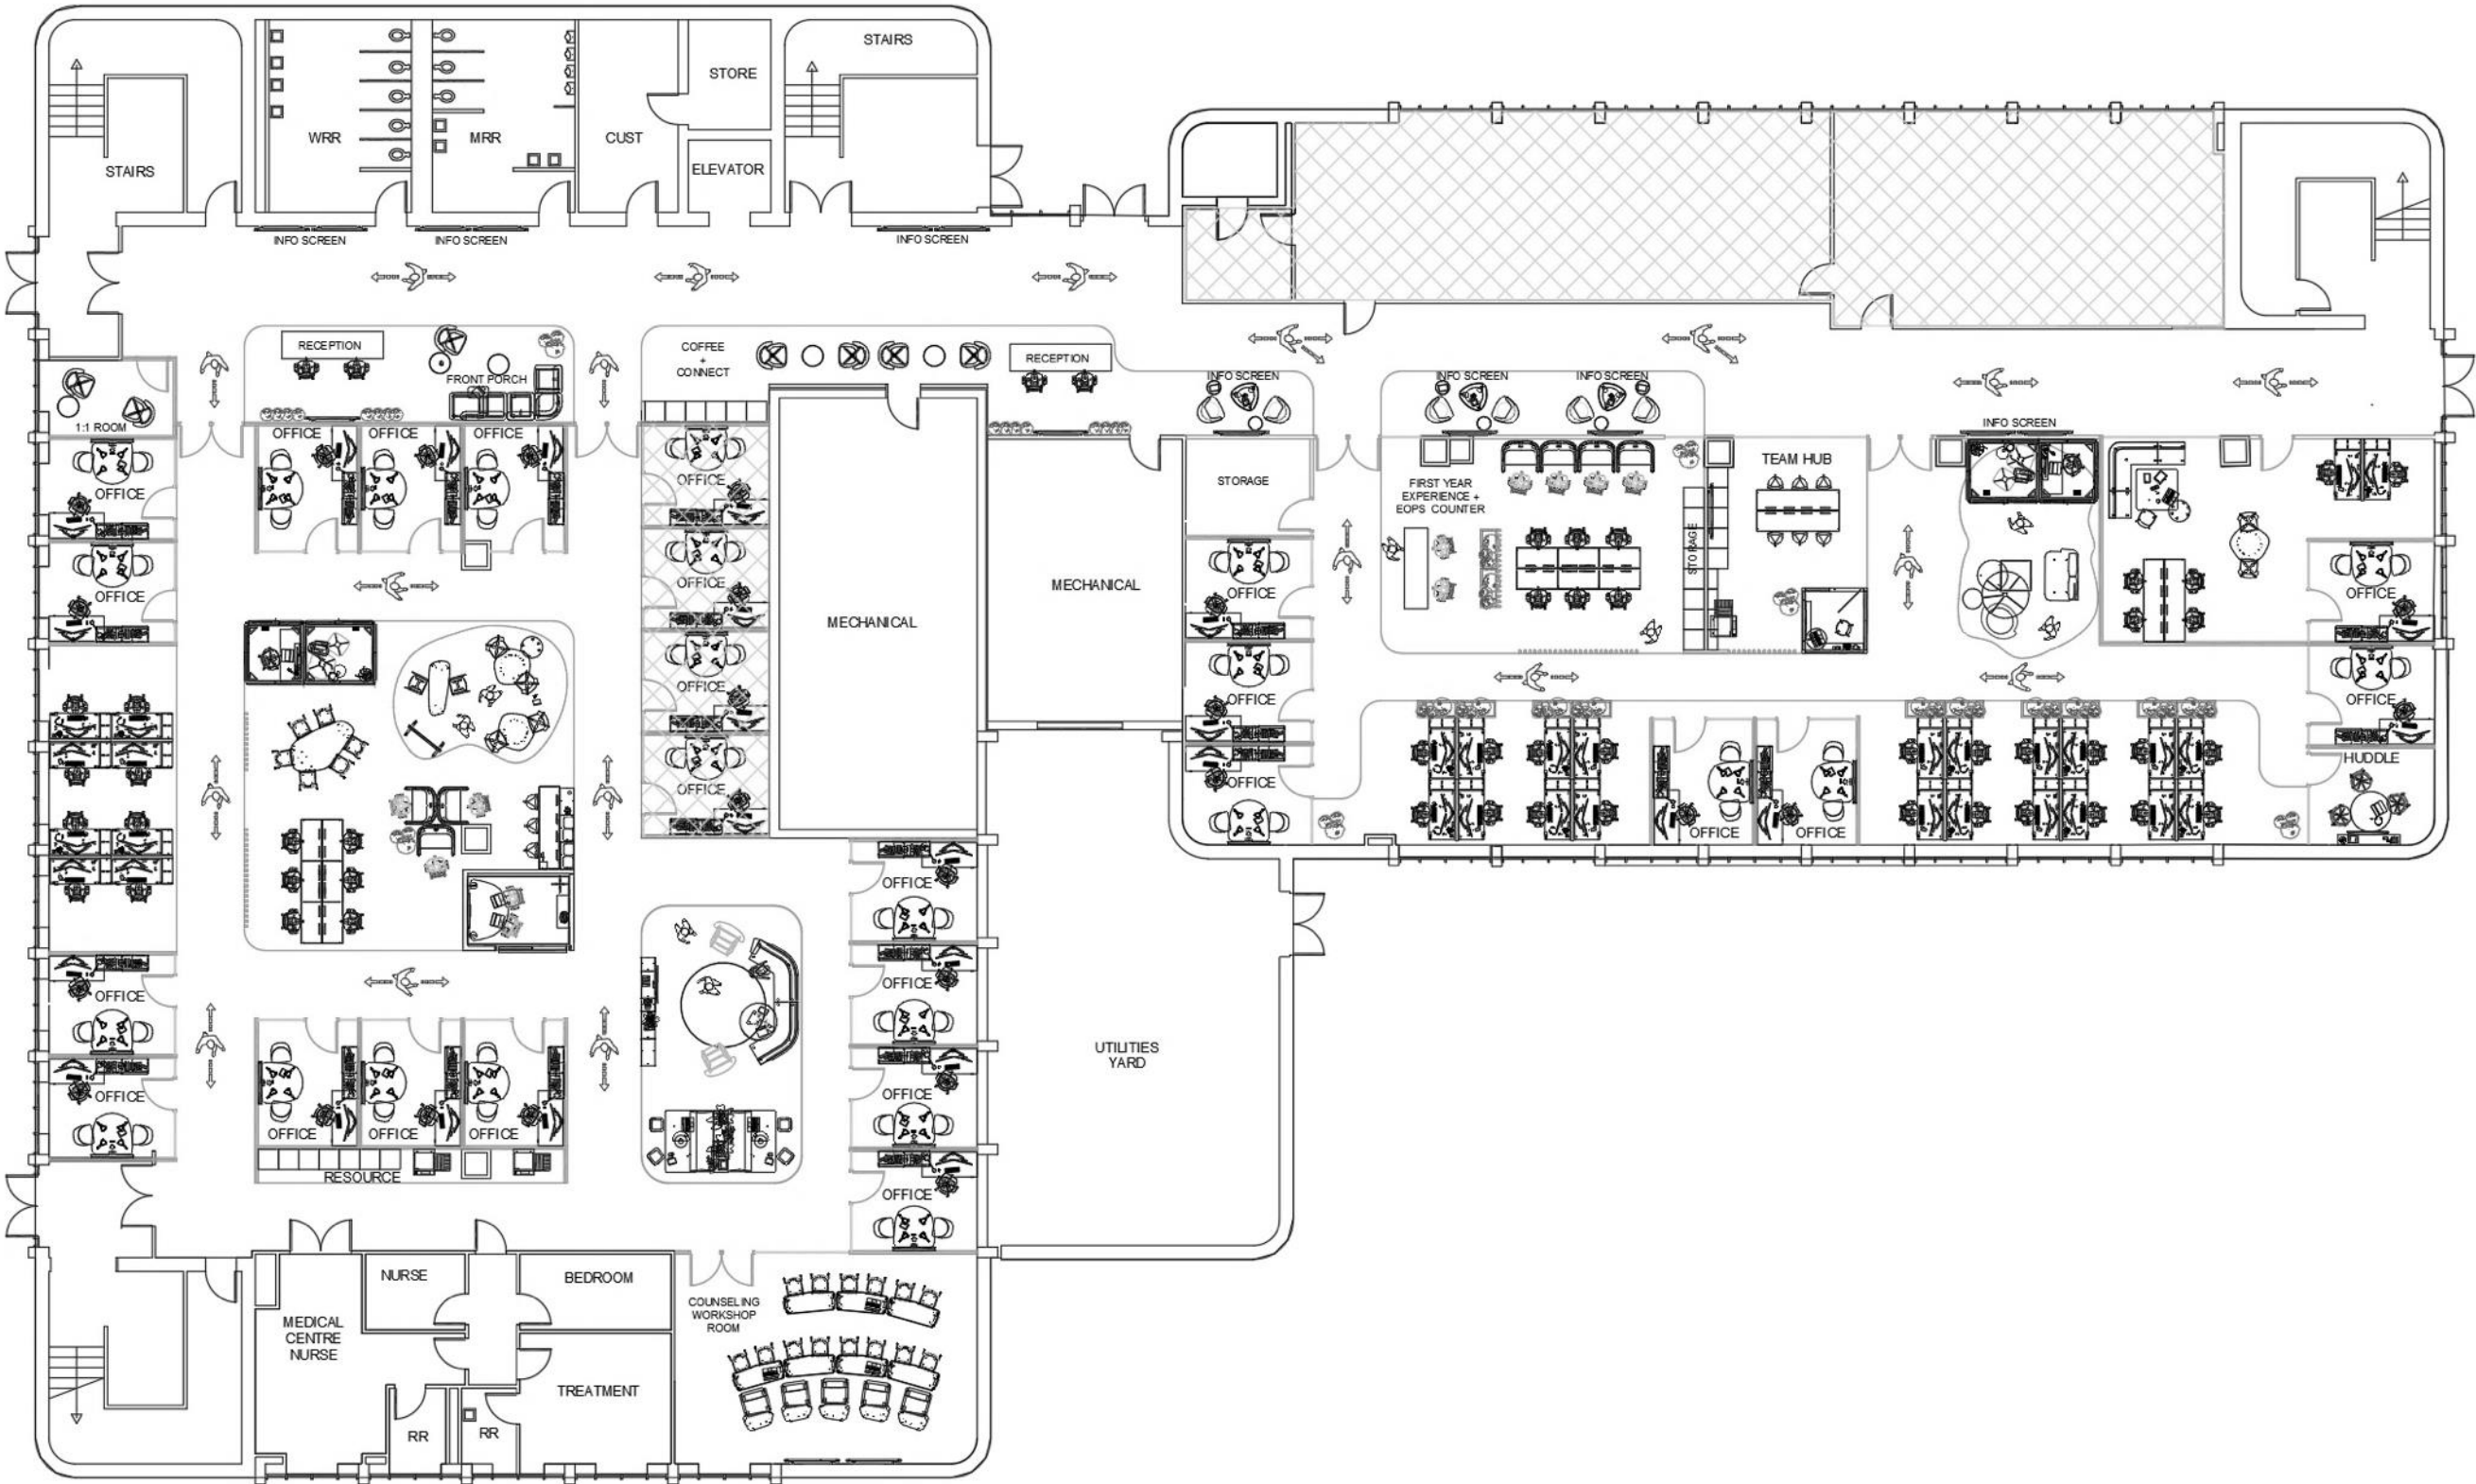 STAIRS
STORE
WRR
MRR
CUST
STAIRS
ELEVATOR
INFO SCREEN
INFO SCREEN
INFO SCREEN
RECEPTION
COFFEE
+
CONNECT
RECEPTION
FRONT PORCH
INFO SCREEN
INFO SCREEN
INFO SCREEN
1:1 ROOM
INFO SCREEN
OFFICE
OFFICE
OFFICE
TEAM HUB
OFFICE
OFFICE
STORAGE
FIRST YEAR
EXPERIENCE +
EOPS COUNTER
STORAGE
OFFICE
OFFICE
MECHANICAL
OFFICE
OFFICE
MECHANICAL
OFFICE
OFFICE
OFFICE
HUDDLE
OFFICE
OFFICE
OFFICE
OFFICE
OFFICE
OFFICE
OFFICE
UTILITIES
YARD
OFFICE
OFFICE
OFFICE
OFFICE
OFFICE
RESOURCE
OFFICE
NURSE
BEDROOM
COUNSELING
WORKSHOP
ROOM
MEDICAL
CENTRE
NURSE
TREATMENT
RR
RR